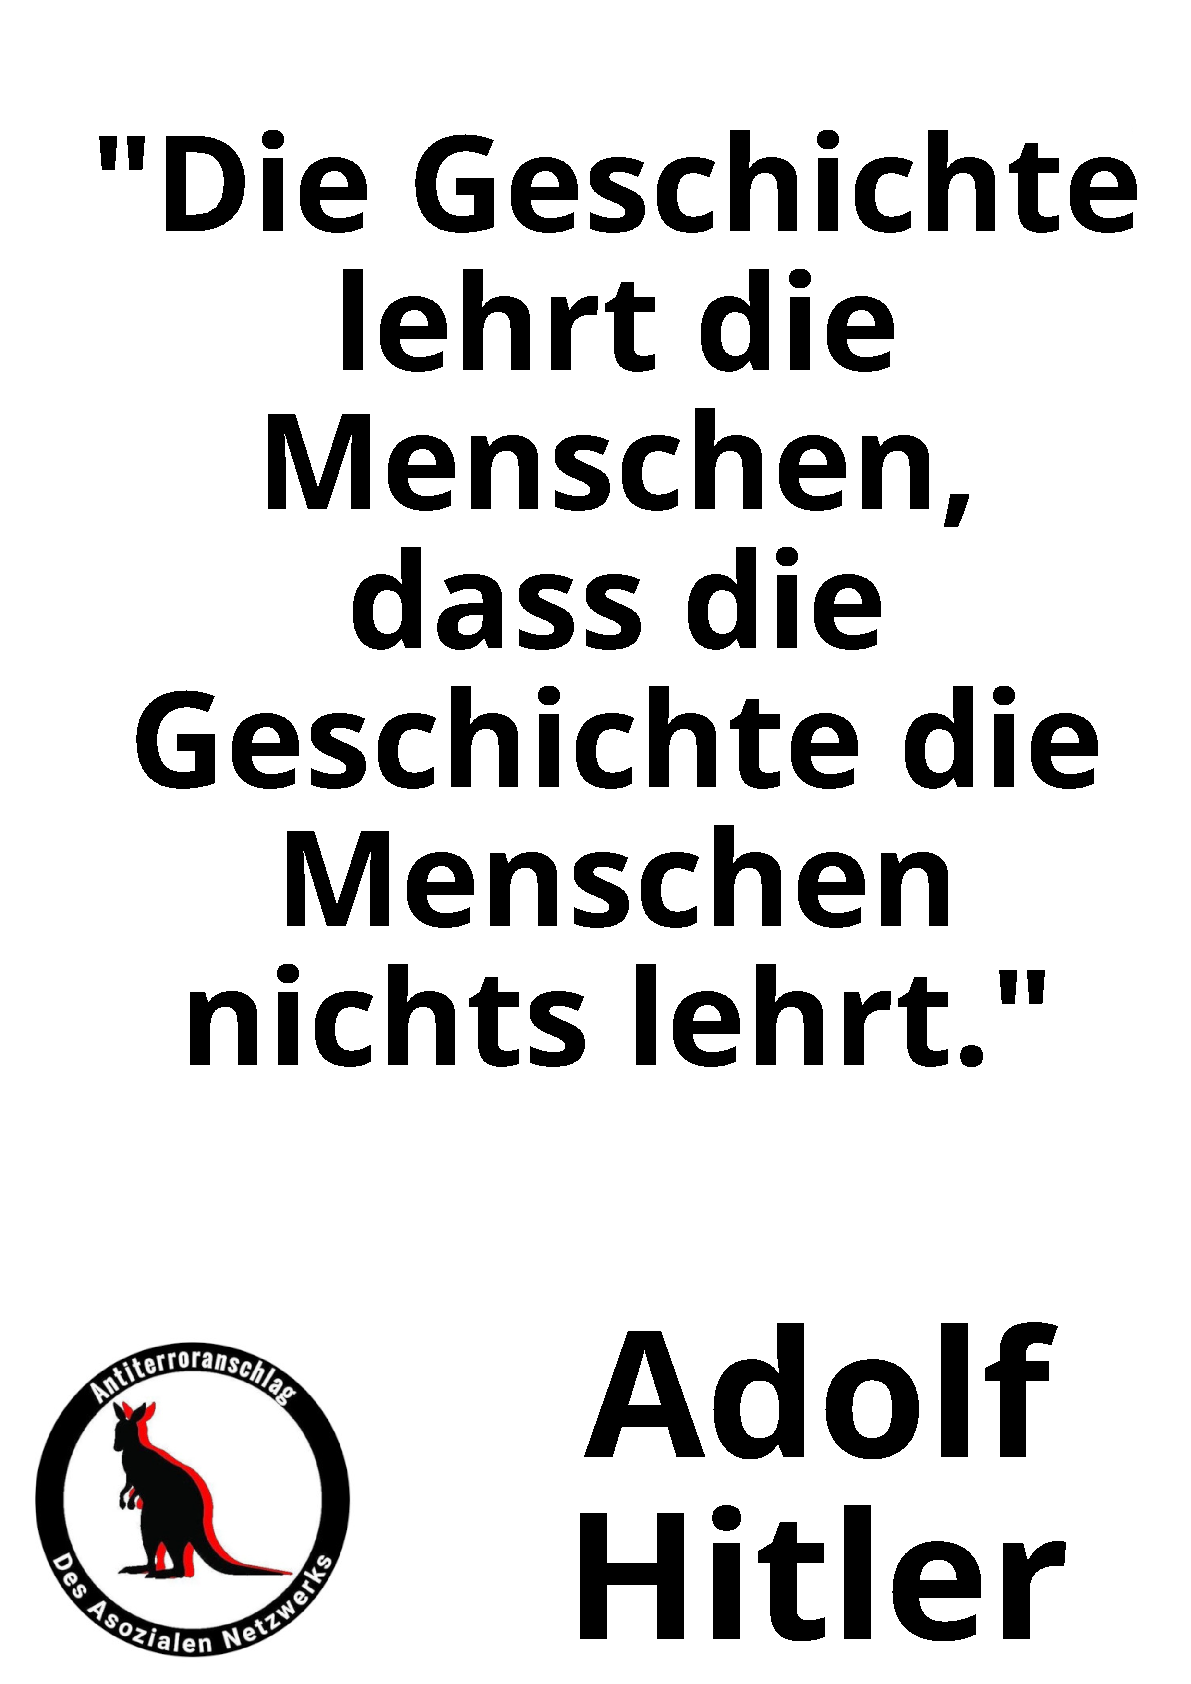 "Die Geschichte
lehrt die
Menschen,
dass die
Geschichte die
Menschen
nichts lehrt."
Adolf
Hitler
Antiterroranschlag
Des Asozialen Netzwerks